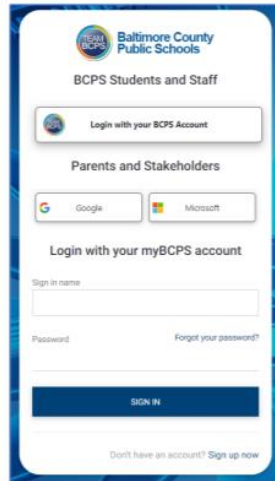 TEAM
BCPS
Baltimore County
Public Schools
BCPS Students and Staff
Login with your BCPS Account
Parents and Stakeholders
Google
Microsoft
Login with your myBCPS account
Sign in name
Password
Forgot your password?
SIGN IN
Don't have an account? Sign up now